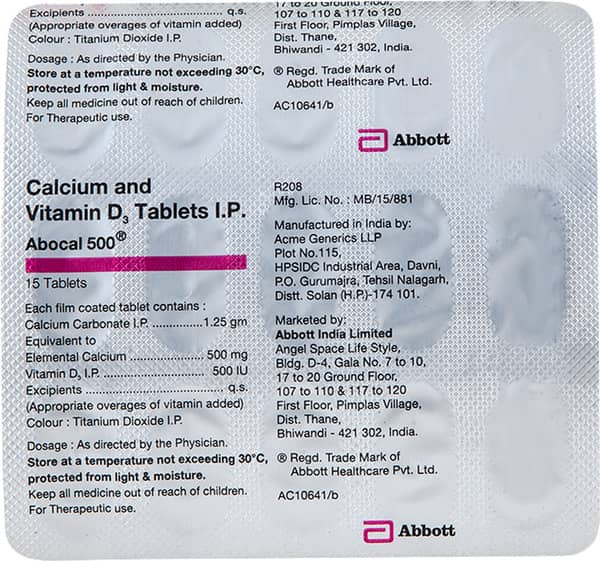 Excipients .................................... q.s.
(Appropriate overages of vitamin added)
Colour : Titanium Dioxide I.P.
Dosage : As directed by the Physician.
Store at a temperature not exceeding 30°C,
protected from light & moisture.
Keep all medicine out of reach of children.
For Therapeutic use.
17 to 20 Ground Floor,
107 to 110 & 117 to 120
First Floor, Pimplas Village,
Dist. Thane,
Bhiwandi - 421 302, India.
® Regd. Trade Mark of
Abbott Healthcare Pvt. Ltd.
AC10641/b
Abbott
Calcium and
Vitamin D₃ Tablets I.P.
Abocal 500®
15 Tablets
Each film coated tablet contains :
Calcium Carbonate I.P. ..............1.25 gm
Equivalent to
Elemental Calcium ...................... 500 mg
Vitamin D₃ I.P. .............................. 500 IU
Excipients .................................... q.s.
(Appropriate overages of vitamin added)
Colour : Titanium Dioxide I.P.
Dosage : As directed by the Physician.
Store at a temperature not exceeding 30°C,
protected from light & moisture.
Keep all medicine out of reach of children.
For Therapeutic use.
R208
Mfg. Lic. No. : MB/15/881
Manufactured in India by:
Acme Generics LLP
Plot No.115,
HPSIDC Industrial Area, Davni,
P.O. Gurumajra, Tehsil Nalagarh,
Distt. Solan (H.P.)-174 101.
Marketed by:
Abbott India Limited
Angel Space Life Style,
Bldg. D-4, Gala No. 7 to 10,
17 to 20 Ground Floor,
107 to 110 & 117 to 120
First Floor, Pimplas Village,
Dist. Thane,
Bhiwandi - 421 302, India.
® Regd. Trade Mark of
Abbott Healthcare Pvt. Ltd.
AC10641/b
Abbott